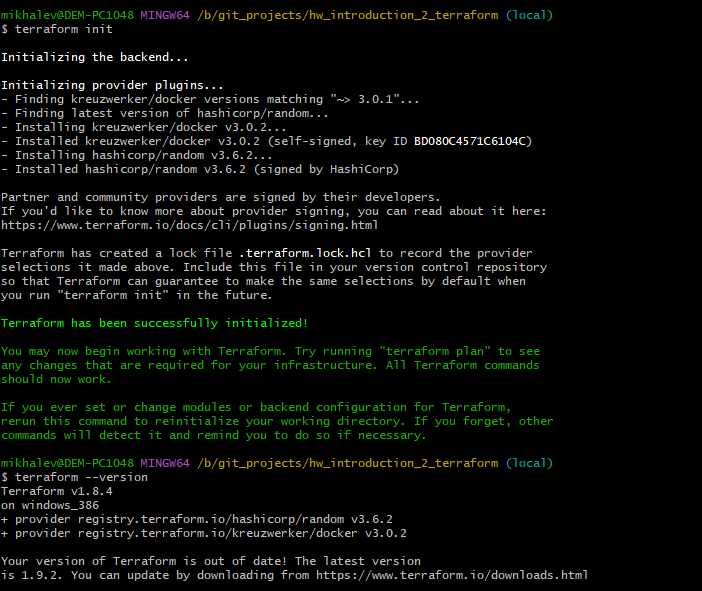 mikhalev@DEM-PC1048 MINGW64 /b/git_projects/hw_introduction_2_terraform (local)
$ terraform init
Initializing the backend...
Initializing provider plugins...
- Finding kreuzwerker/docker versions matching "~> 3.0.1"...
- Finding latest version of hashicorp/random...
- Installing kreuzwerker/docker v3.0.2...
- Installed kreuzwerker/docker v3.0.2 (self-signed, key ID BD080C4571C6104C)
- Installing hashicorp/random v3.6.2...
- Installed hashicorp/random v3.6.2 (signed by HashiCorp)
Partner and community providers are signed by their developers.
If you'd like to know more about provider signing, you can read about it here:
https://www.terraform.io/docs/cli/plugins/signing.html
Terraform has created a lock file .terraform.lock.hcl to record the provider
selections it made above. Include this file in your version control repository
so that Terraform can guarantee to make the same selections by default when
you run "terraform init" in the future.
Terraform has been successfully initialized!
You may now begin working with Terraform. Try running "terraform plan" to see
any changes that are required for your infrastructure. All Terraform commands
should now work.
If you ever set or change modules or backend configuration for Terraform,
rerun this command to reinitialize your working directory. If you forget, other
commands will detect it and remind you to do so if necessary.
mikhalev@DEM-PC1048 MINGW64 /b/git_projects/hw_introduction_2_terraform (local)
$ terraform --version
Terraform v1.8.4
on windows_386
+ provider registry.terraform.io/hashicorp/random v3.6.2
+ provider registry.terraform.io/kreuzwerker/docker v3.0.2
Your version of Terraform is out of date! The latest version
is 1.9.2. You can update by downloading from https://www.terraform.io/downloads.html